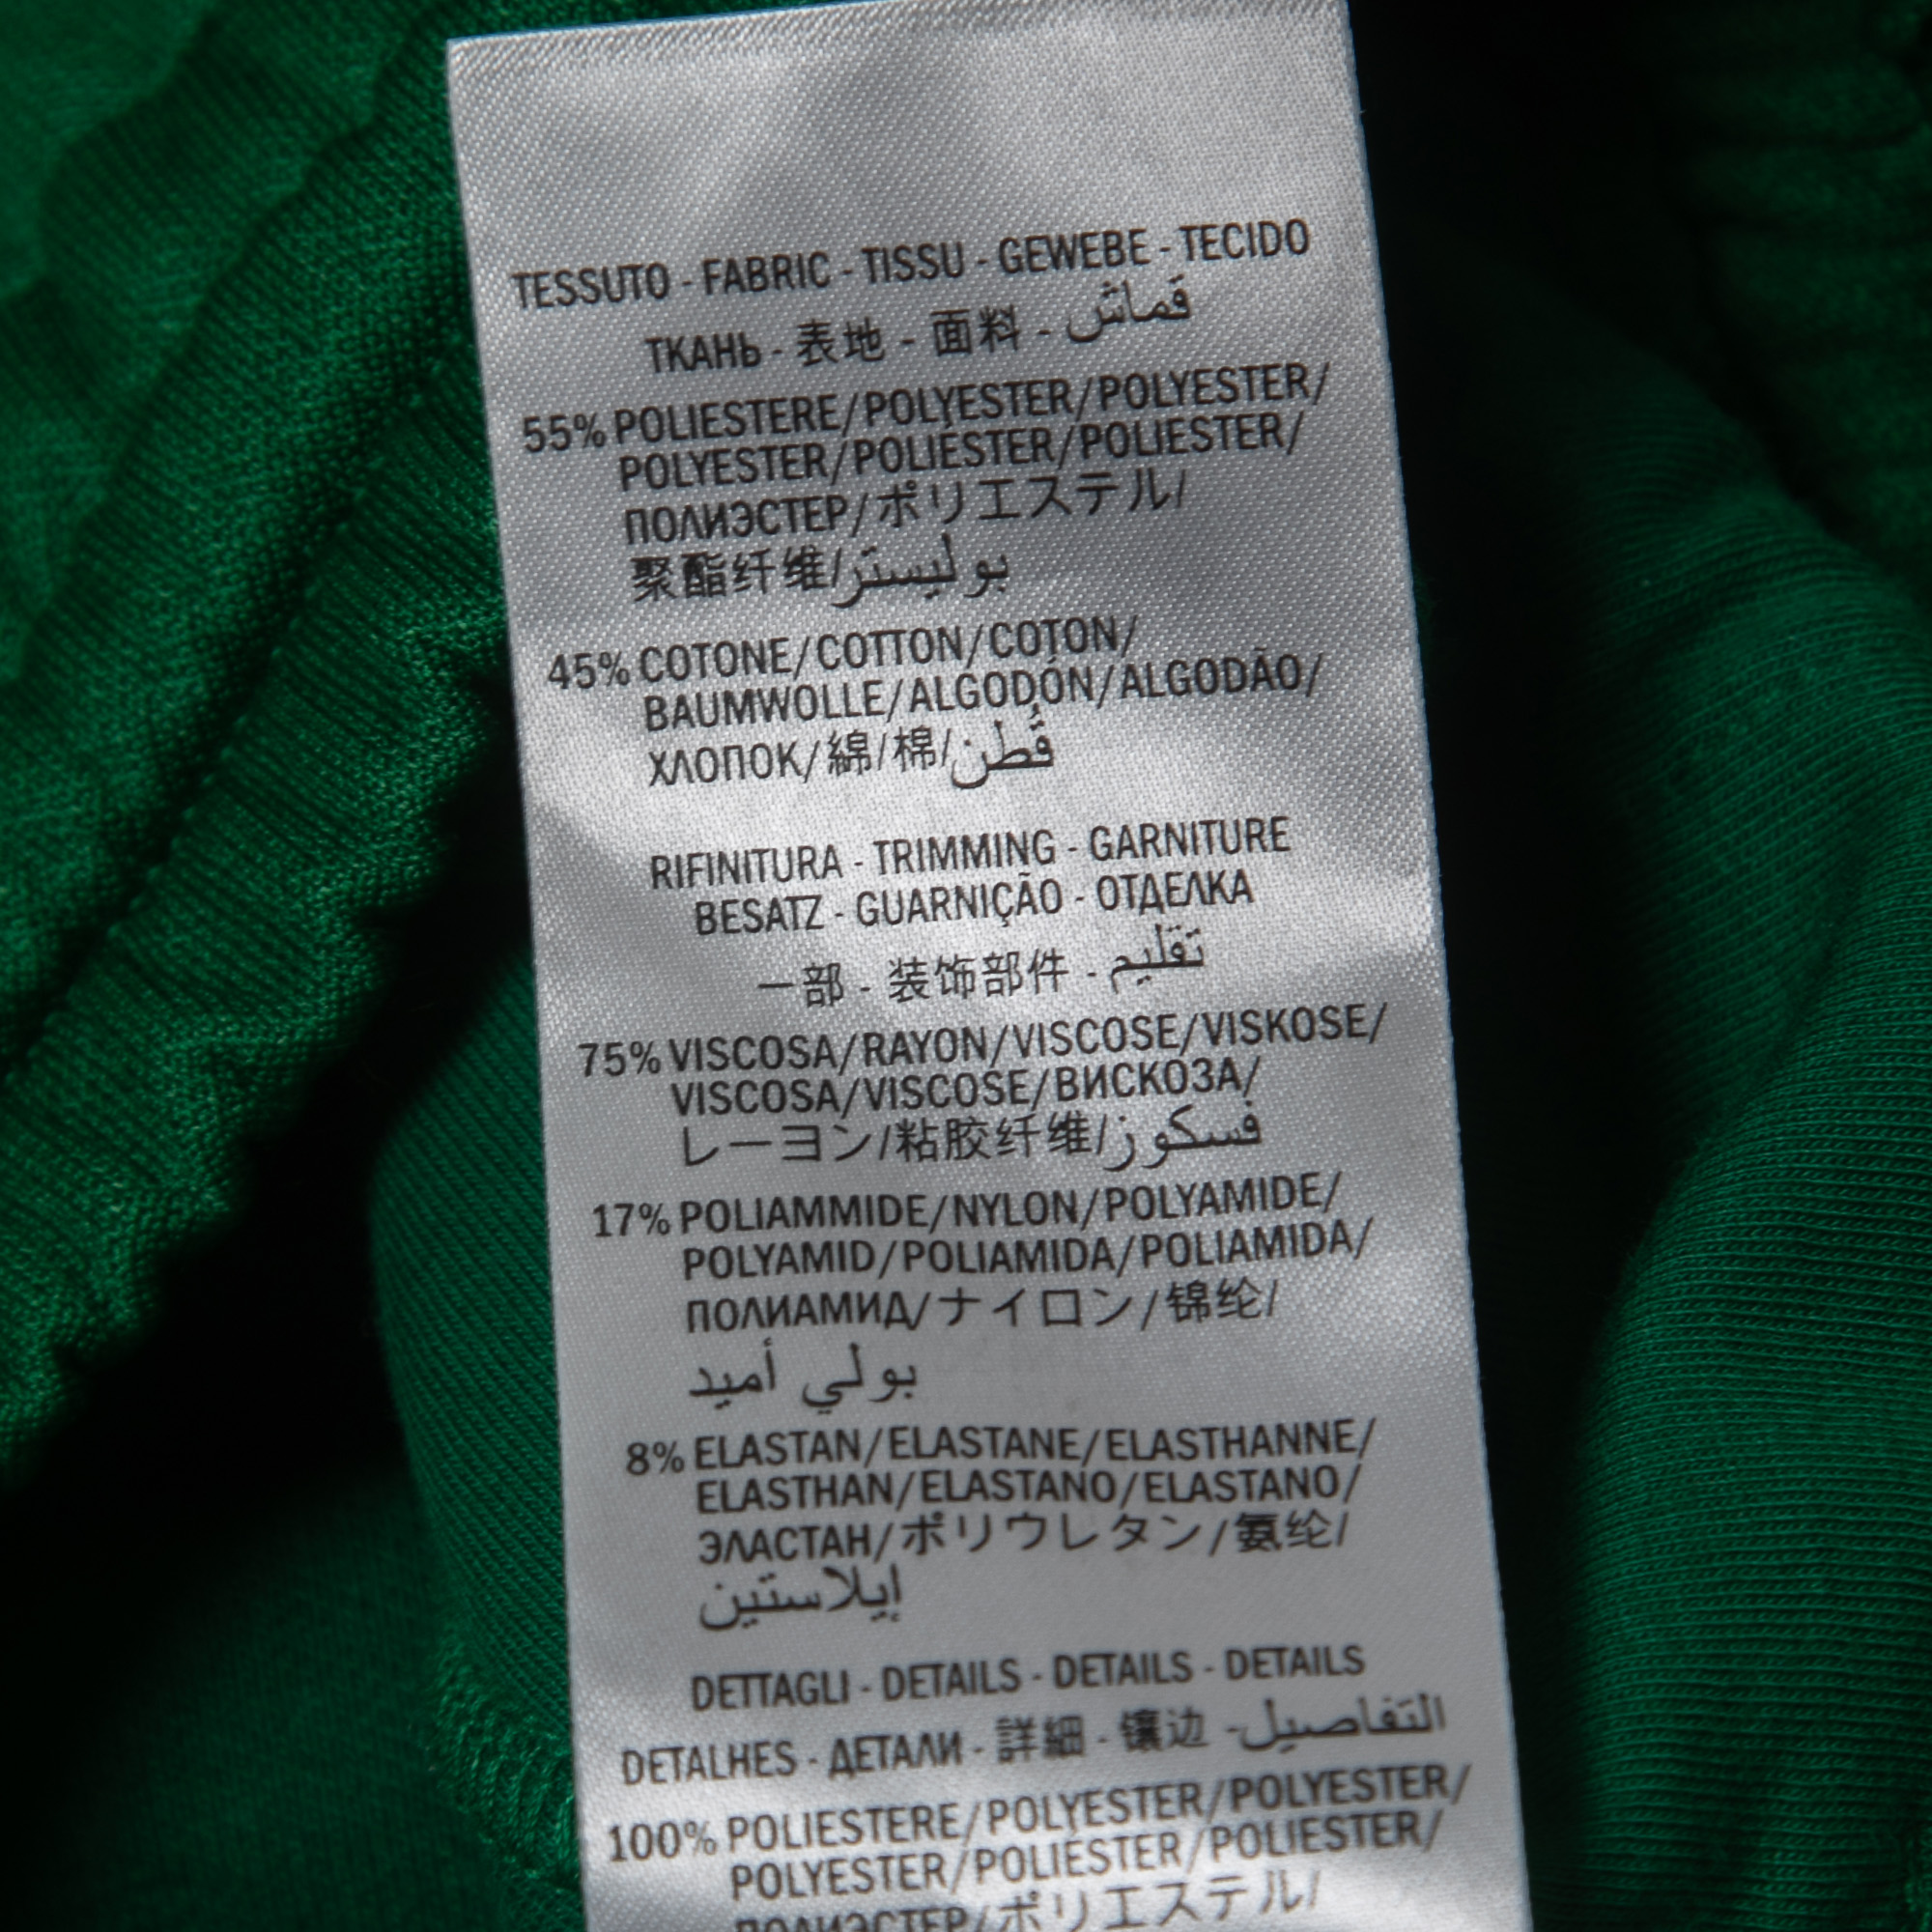 TESSUTO - FABRIC - TISSU - GEWEBE - TECIDO
ТКАНЬ - 表地 - 面料 - قماش
55% POLIESTERE/POLYESTER/POLYESTER/
POLYESTER/POLIÉSTER/POLIESTER/
ПОЛИЭСТЕР/ポリエステル/
聚酯纤维/بوليستر
45% COTONE/COTTON/COTON/
BAUMWOLLE/ALGODÓN/ALGODÃO/
ХЛОПОК/綿/棉/قُطن
RIFINITURA - TRIMMING - GARNITURE
BESATZ - GUARNIÇÃO - ОТДЕЛКА
一部 - 装饰部件 - تقليم
75% VISCOSA/RAYON/VISCOSE/VISKOSE/
VISCOSA/VISCOSE/ВИСКОЗА/
レーヨン/粘胶纤维/فسكوز
17% POLIAMMIDE/NYLON/POLYAMIDE/
POLYAMID/POLIAMIDA/POLIAMIDA/
ПОЛИАМИД/ナイロン/锦纶/
بولي أميد
8% ELASTAN/ELASTANE/ELASTHANNE/
ELASTHAN/ELASTANO/ELASTANO/
ЭЛАСТАН/ポリウレタン/氨纶/
إيلاستين
DETTAGLI - DETAILS - DETAILS - DETAILS
DETALHES - ДЕТАЛИ - 詳細 - 镶边 - التفاصيل
100% POLIESTERE/POLYESTER/POLYESTER/
POLYESTER/POLIÉSTER/POLIESTER/
ПОЛИЭСТЕР/ポリエステル/